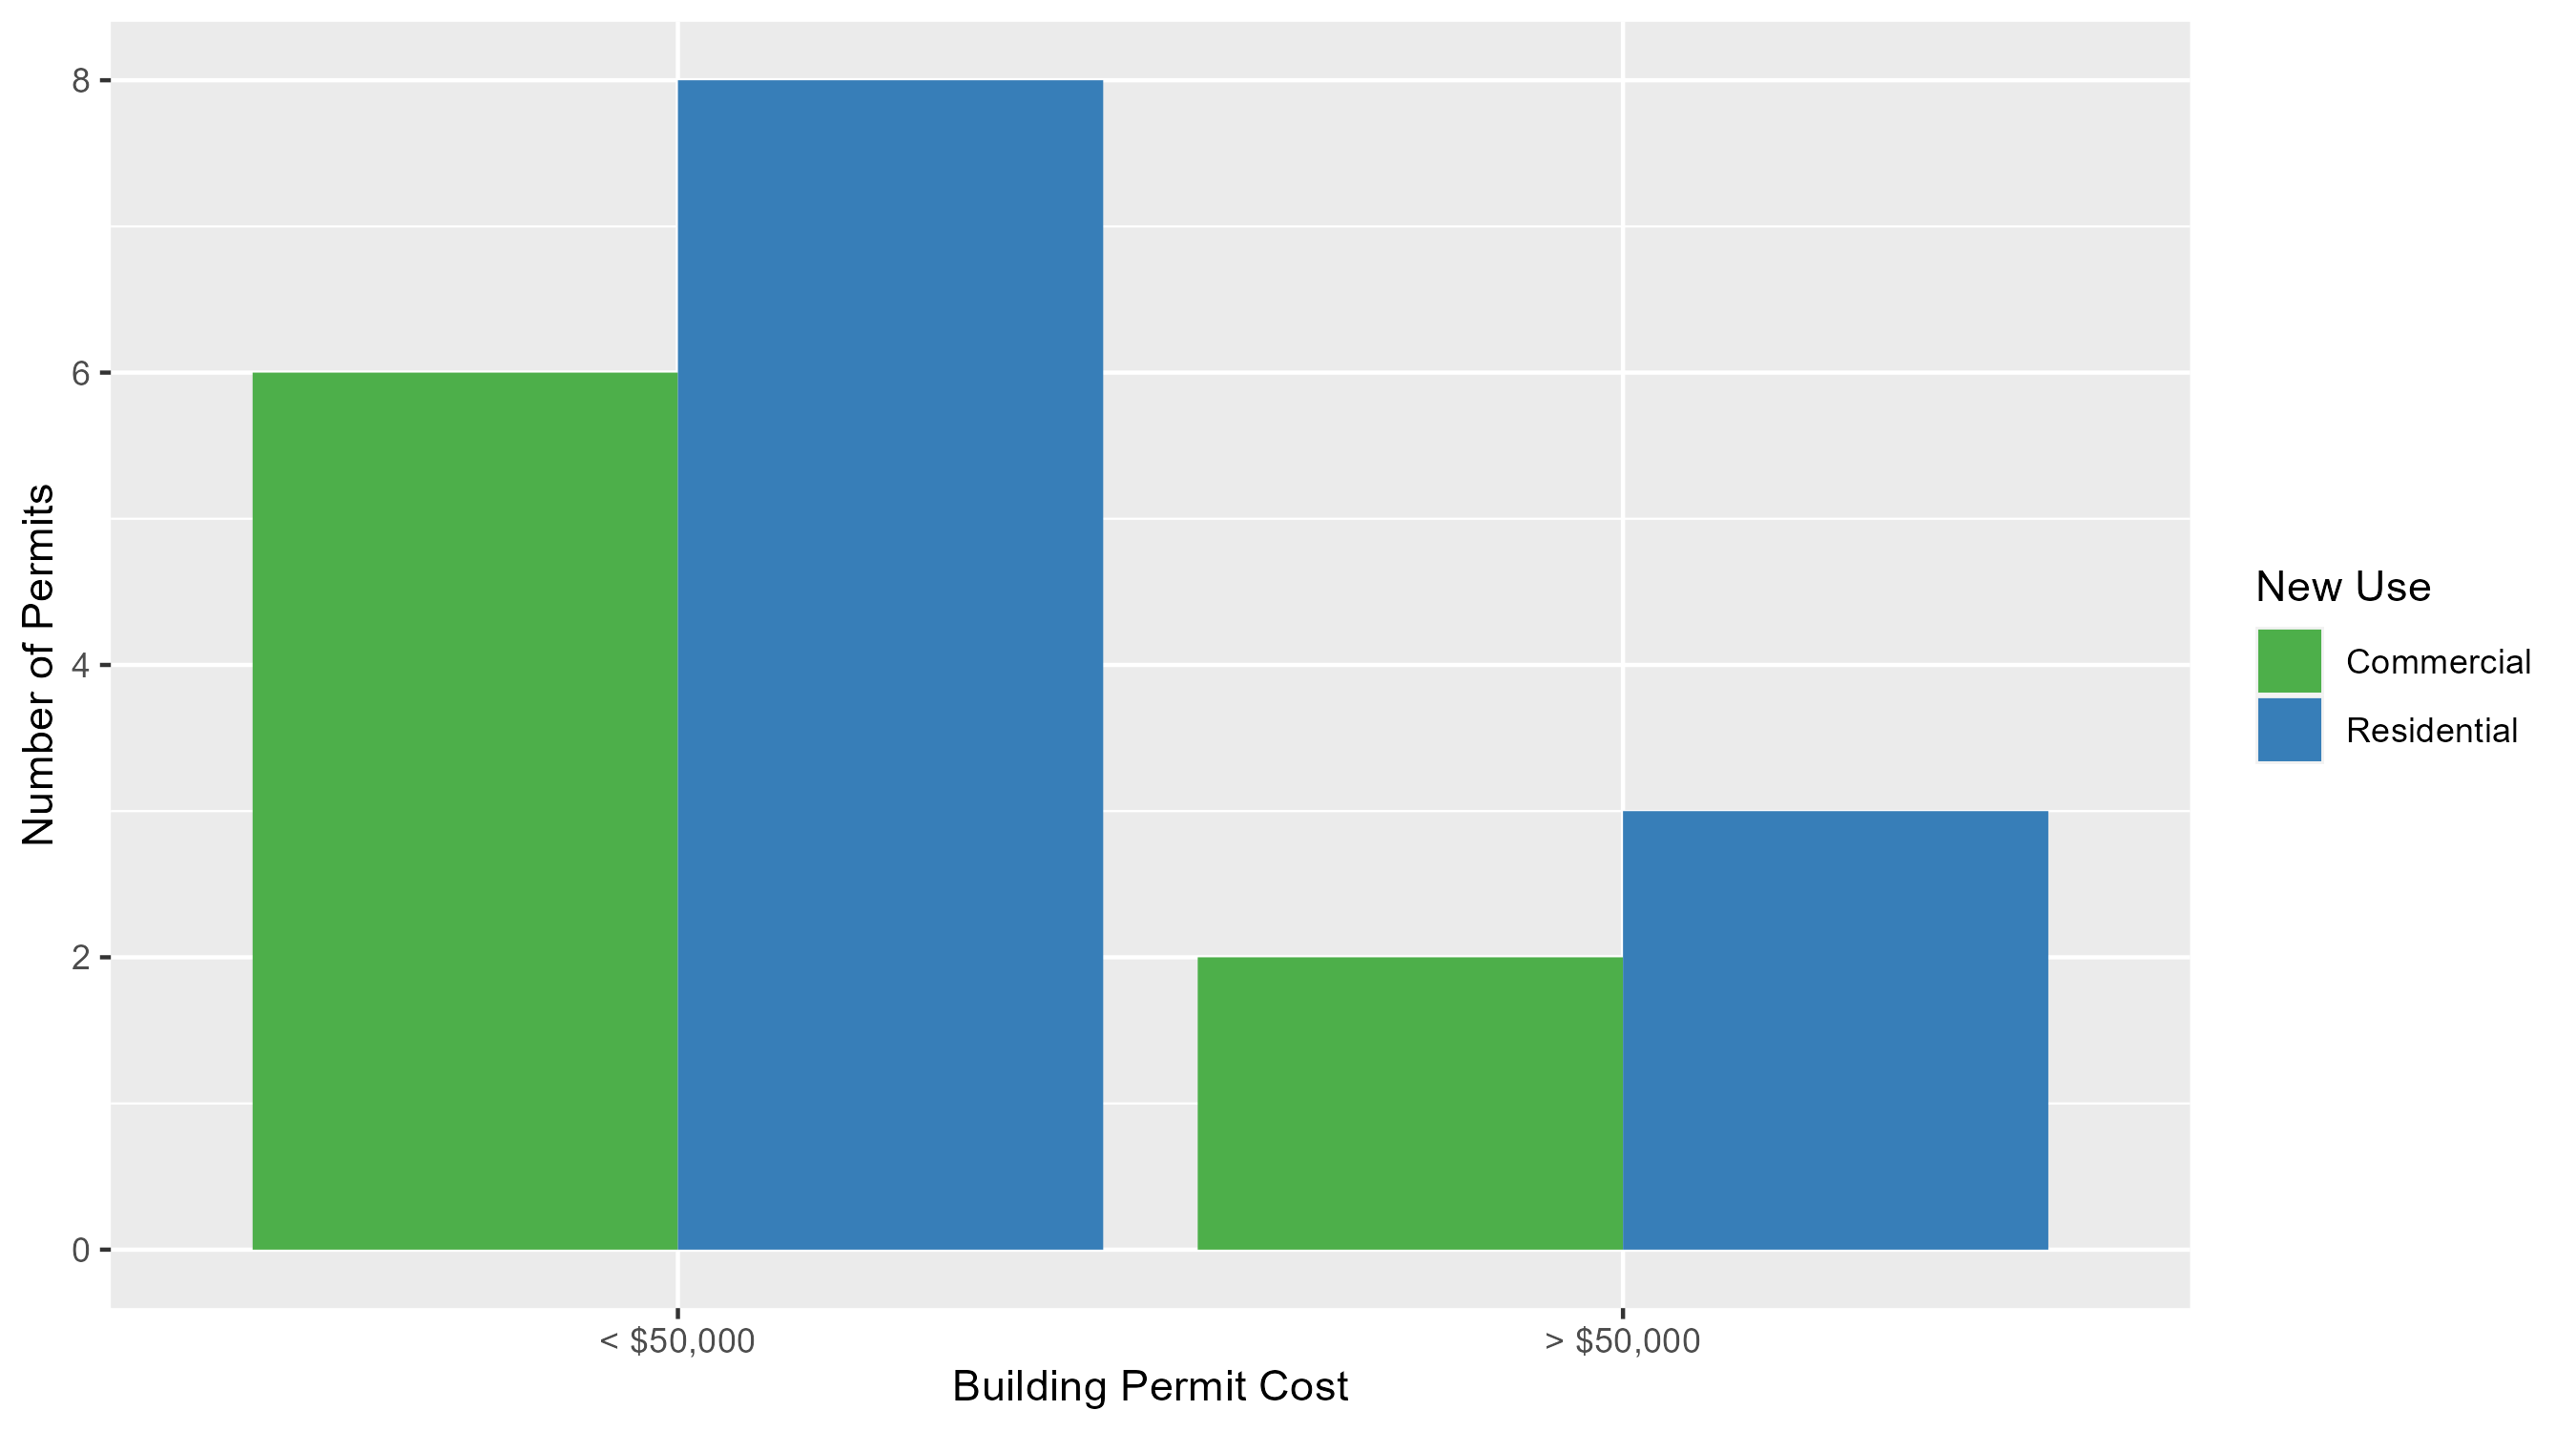 8
6
4
2
0
Number of Permits
< $50,000
> $50,000
Building Permit Cost
New Use
Commercial
Residential